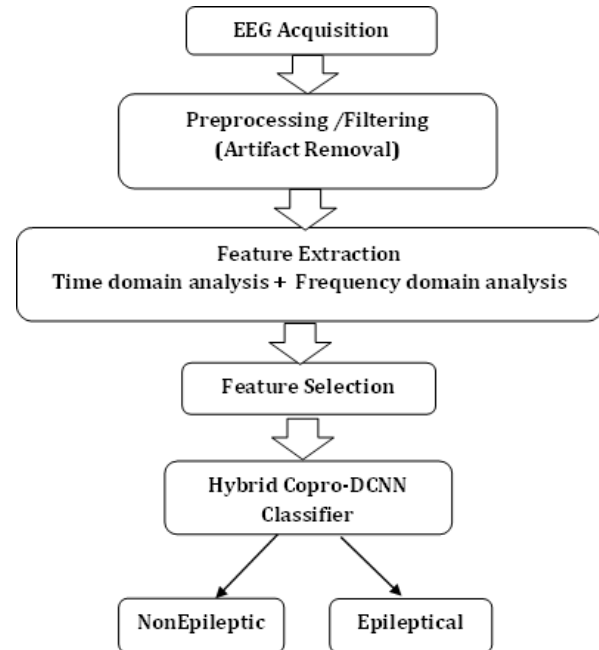 EEG Acquisition
Preprocessing /Filtering
(Artifact Removal)
Feature Extraction
Time domain analysis + Frequency domain analysis
Feature Selection
Hybrid Copro-DCNN
Classifier
NonEpileptic
Epileptical